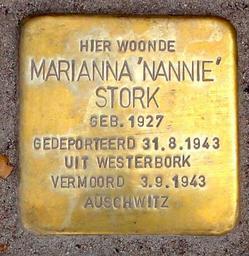 HIER WOONDE
MARIANNA 'NANNIE'
STORK
GEB. 1927
GEDEPORTEERD 31.8.1943
UIT WESTERBORK
VERMOORD 3.9.1943
AUSCHWITZ